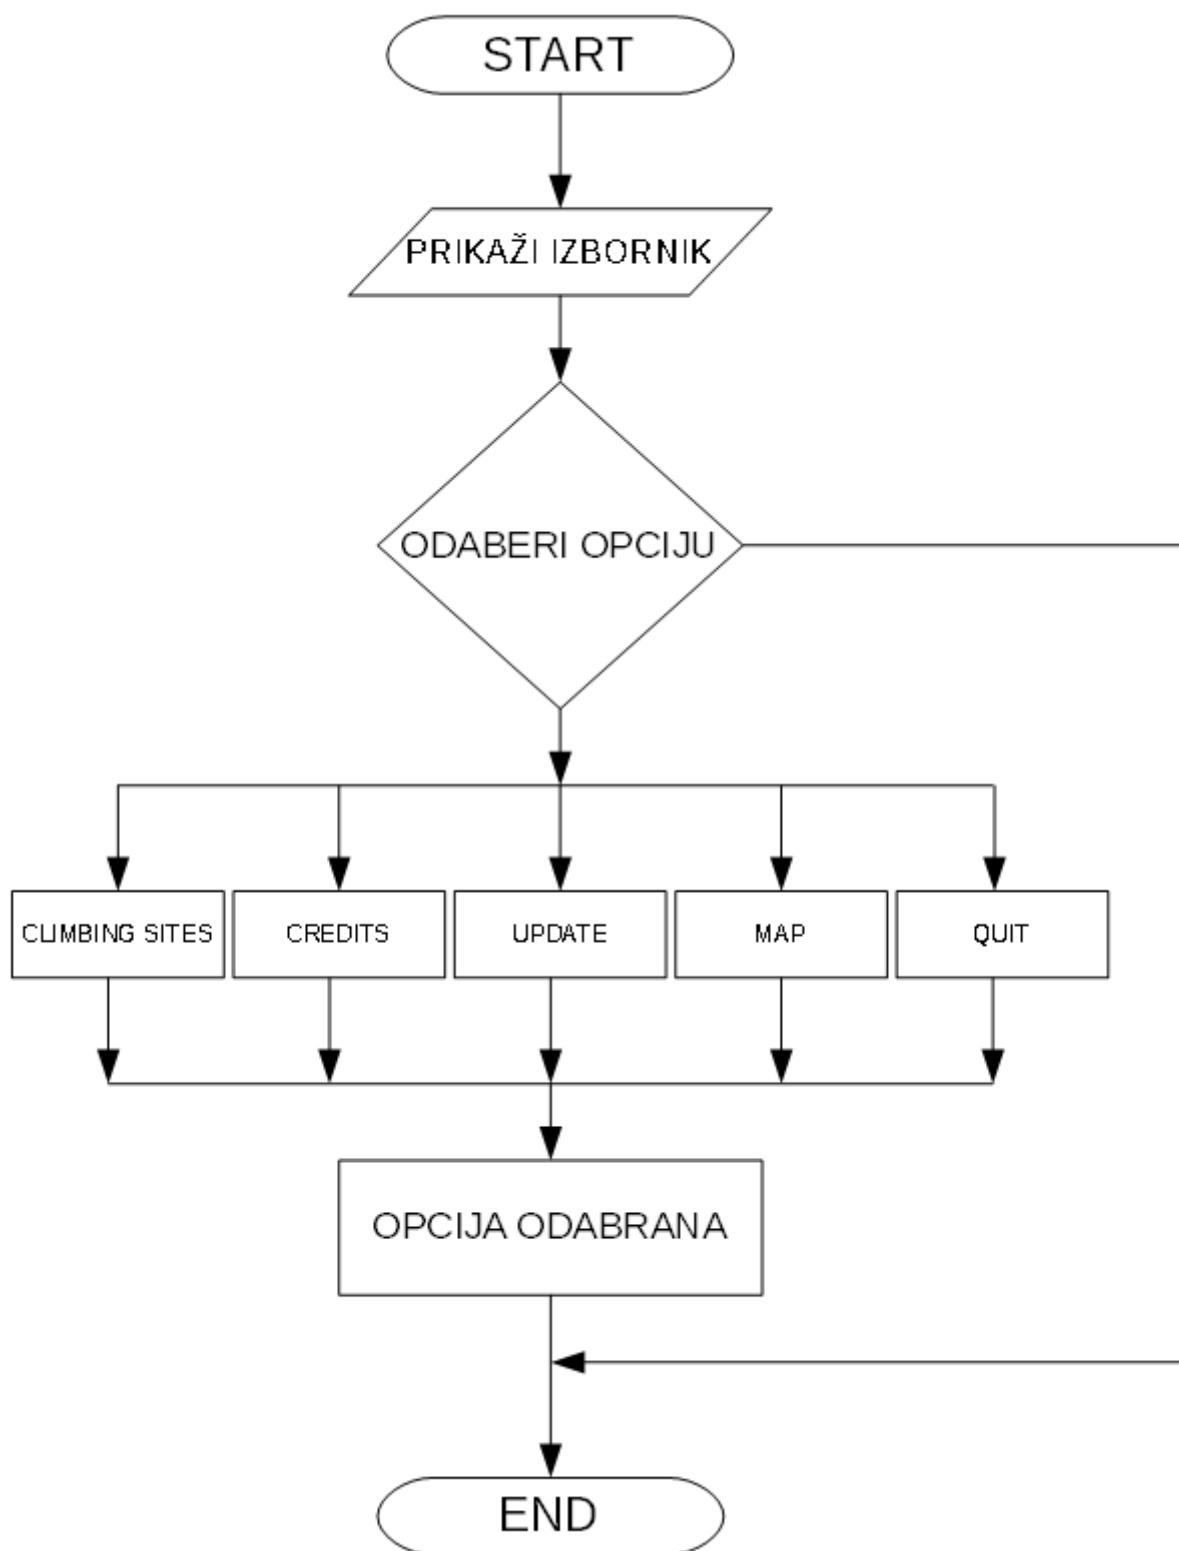 START
PRIKAŽI IZBORNIK
ODABERI OPCIJU
CLIMBING SITES
CREDITS
UPDATE
MAP
QUIT
OPCIJA ODABRANA
END